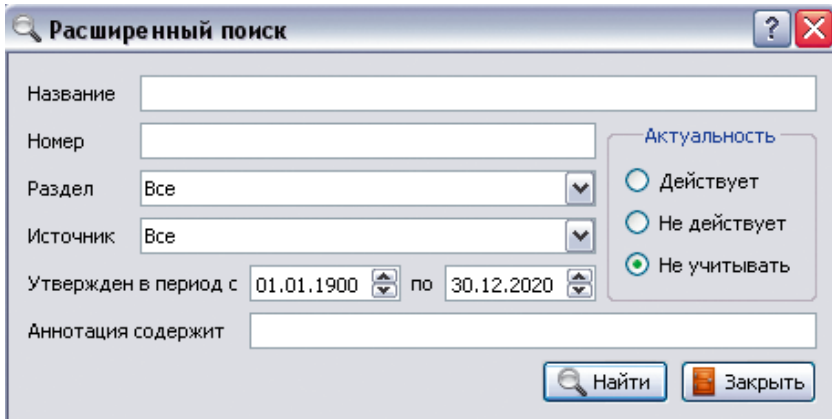 Расширенный поиск
Название
Номер
Актуальность
Раздел Все
Действует
Источник Все
Не действует
Утвержден в период с 01.01.1900 по 30.12.2020
Не учитывать
Аннотация содержит
Найти Закрыть